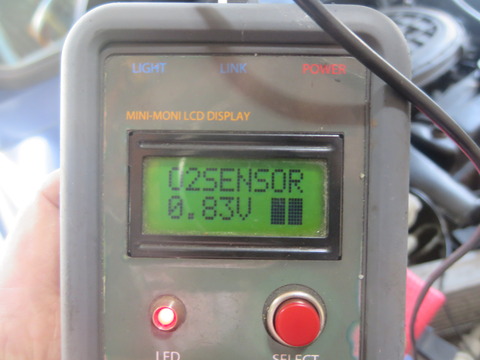 LIGHT LINK POWER
MINI-MONI LCD DISPLAY
O2SENSOR
0.83V
LED SELECT